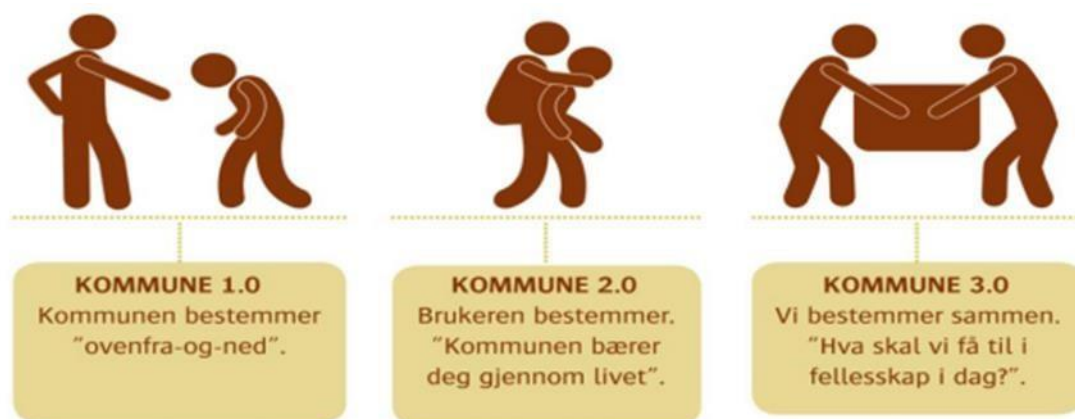 KOMMUNE 1.0
Kommunen bestemmer
"ovenfra-og-ned".
KOMMUNE 2.0
Brukeren bestemmer.
"Kommunen bærer
deg gjennom livet".
KOMMUNE 3.0
Vi bestemmer sammen.
"Hva skal vi få til i
fellesskap i dag?".